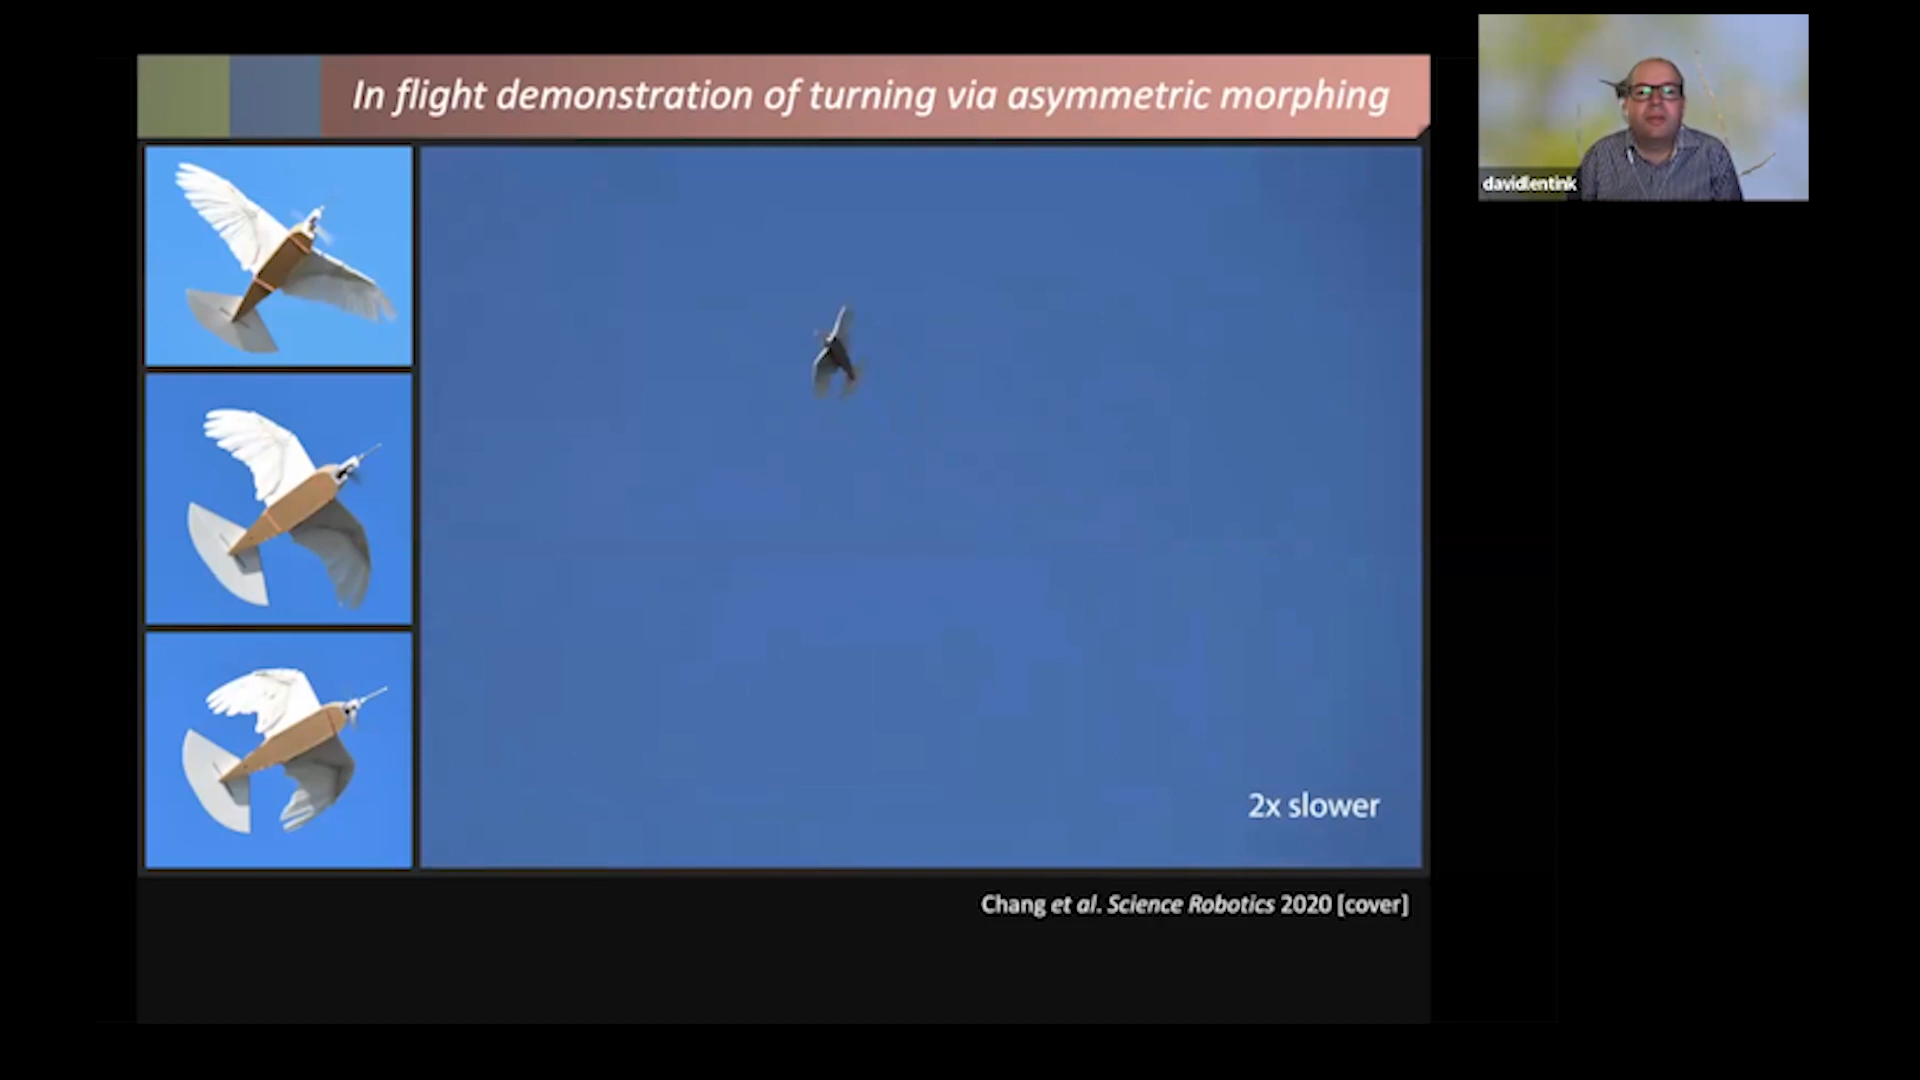 In flight demonstration of turning via asymmetric morphing
davidlentink
2x slower
Chang et al. Science Robotics 2020 [cover]